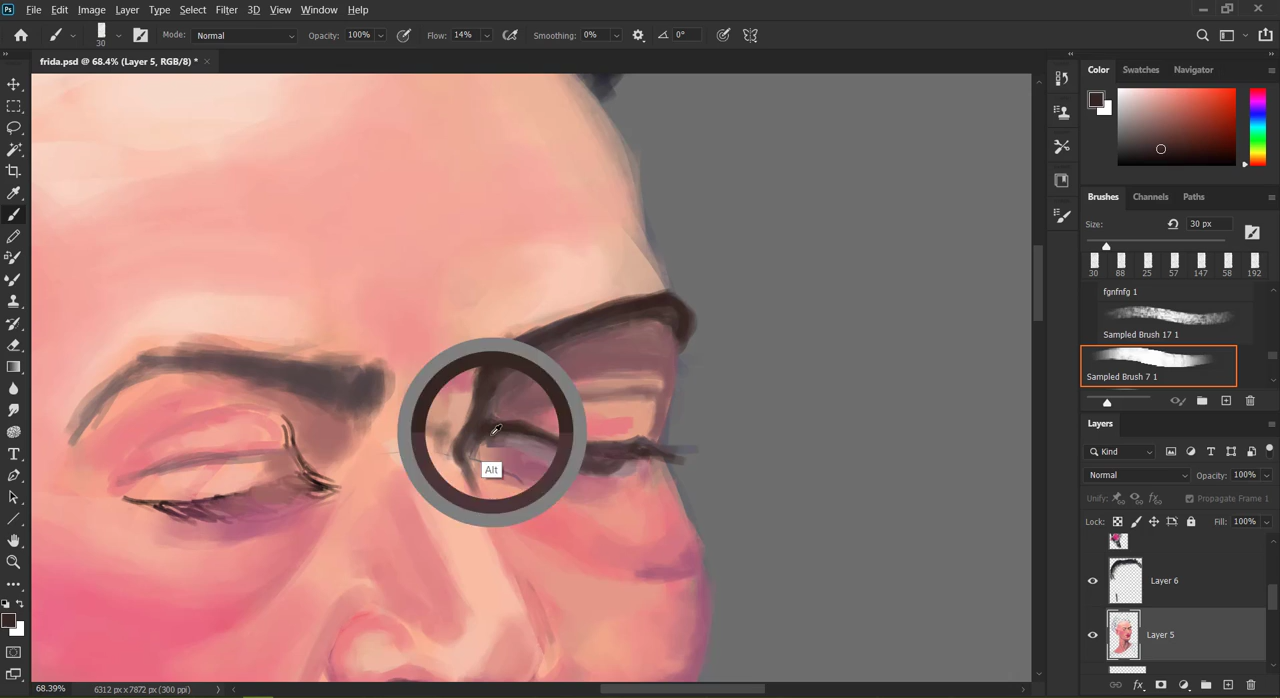 Ps File Edit Image Layer Type Select Filter 3D View Window Help
30 Mode: Normal Opacity: 100% Flow: 14% Smoothing: 0% 0°
frida.psd @ 68.4% (Layer 5, RGB/8) *
Color Swatches Navigator
Brushes Channels Paths
Size: 30 px
30 88 25 57 147 58 192
fgnfnfg 1
Sampled Brush 17 1
Sampled Brush 7 1
Alt
Layers
Kind
Normal Opacity: 100%
Unify: Propagate Frame 1
Lock: Fill: 100%
Layer 6
Layer 5
68.39% 6312 px x 7872 px (300 ppi)